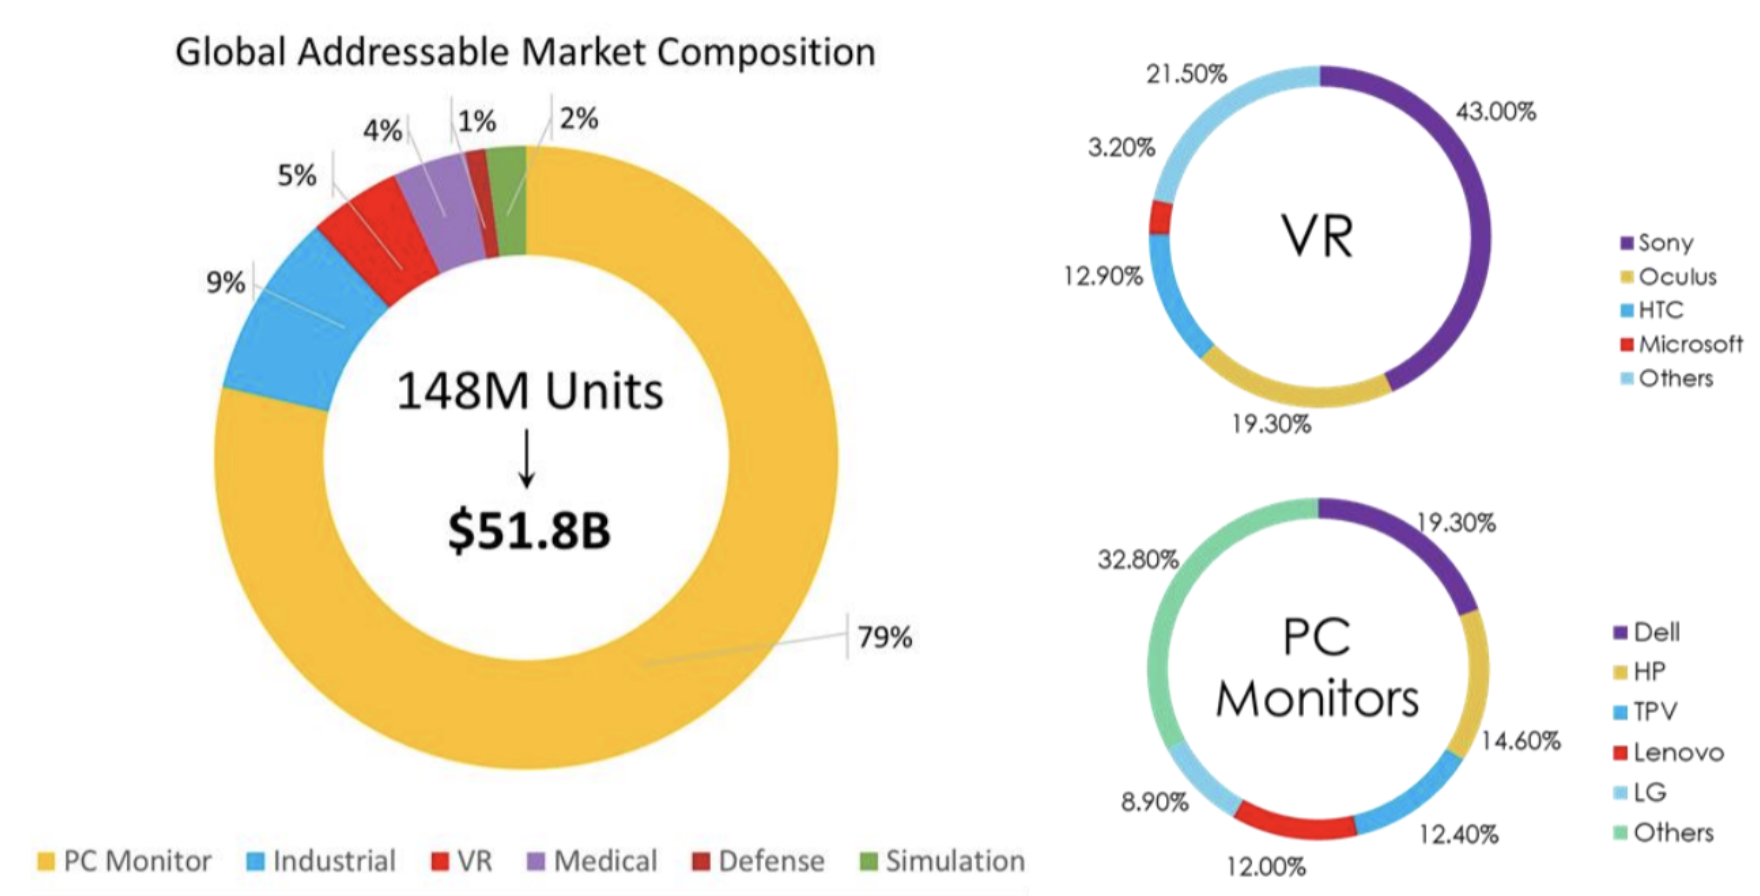 Global Addressable Market Composition
2%
1%
4%
5%
9%
148M Units
$51.8B
79%
PC Monitor
Industrial
VR
Medical
Defense
Simulation
21.50%
43.00%
3.20%
VR
12.90%
19.30%
Sony
Oculus
HTC
Microsoft
Others
19.30%
32.80%
PC
Monitors
14.60%
8.90%
12.40%
12.00%
Dell
HP
TPV
Lenovo
LG
Others